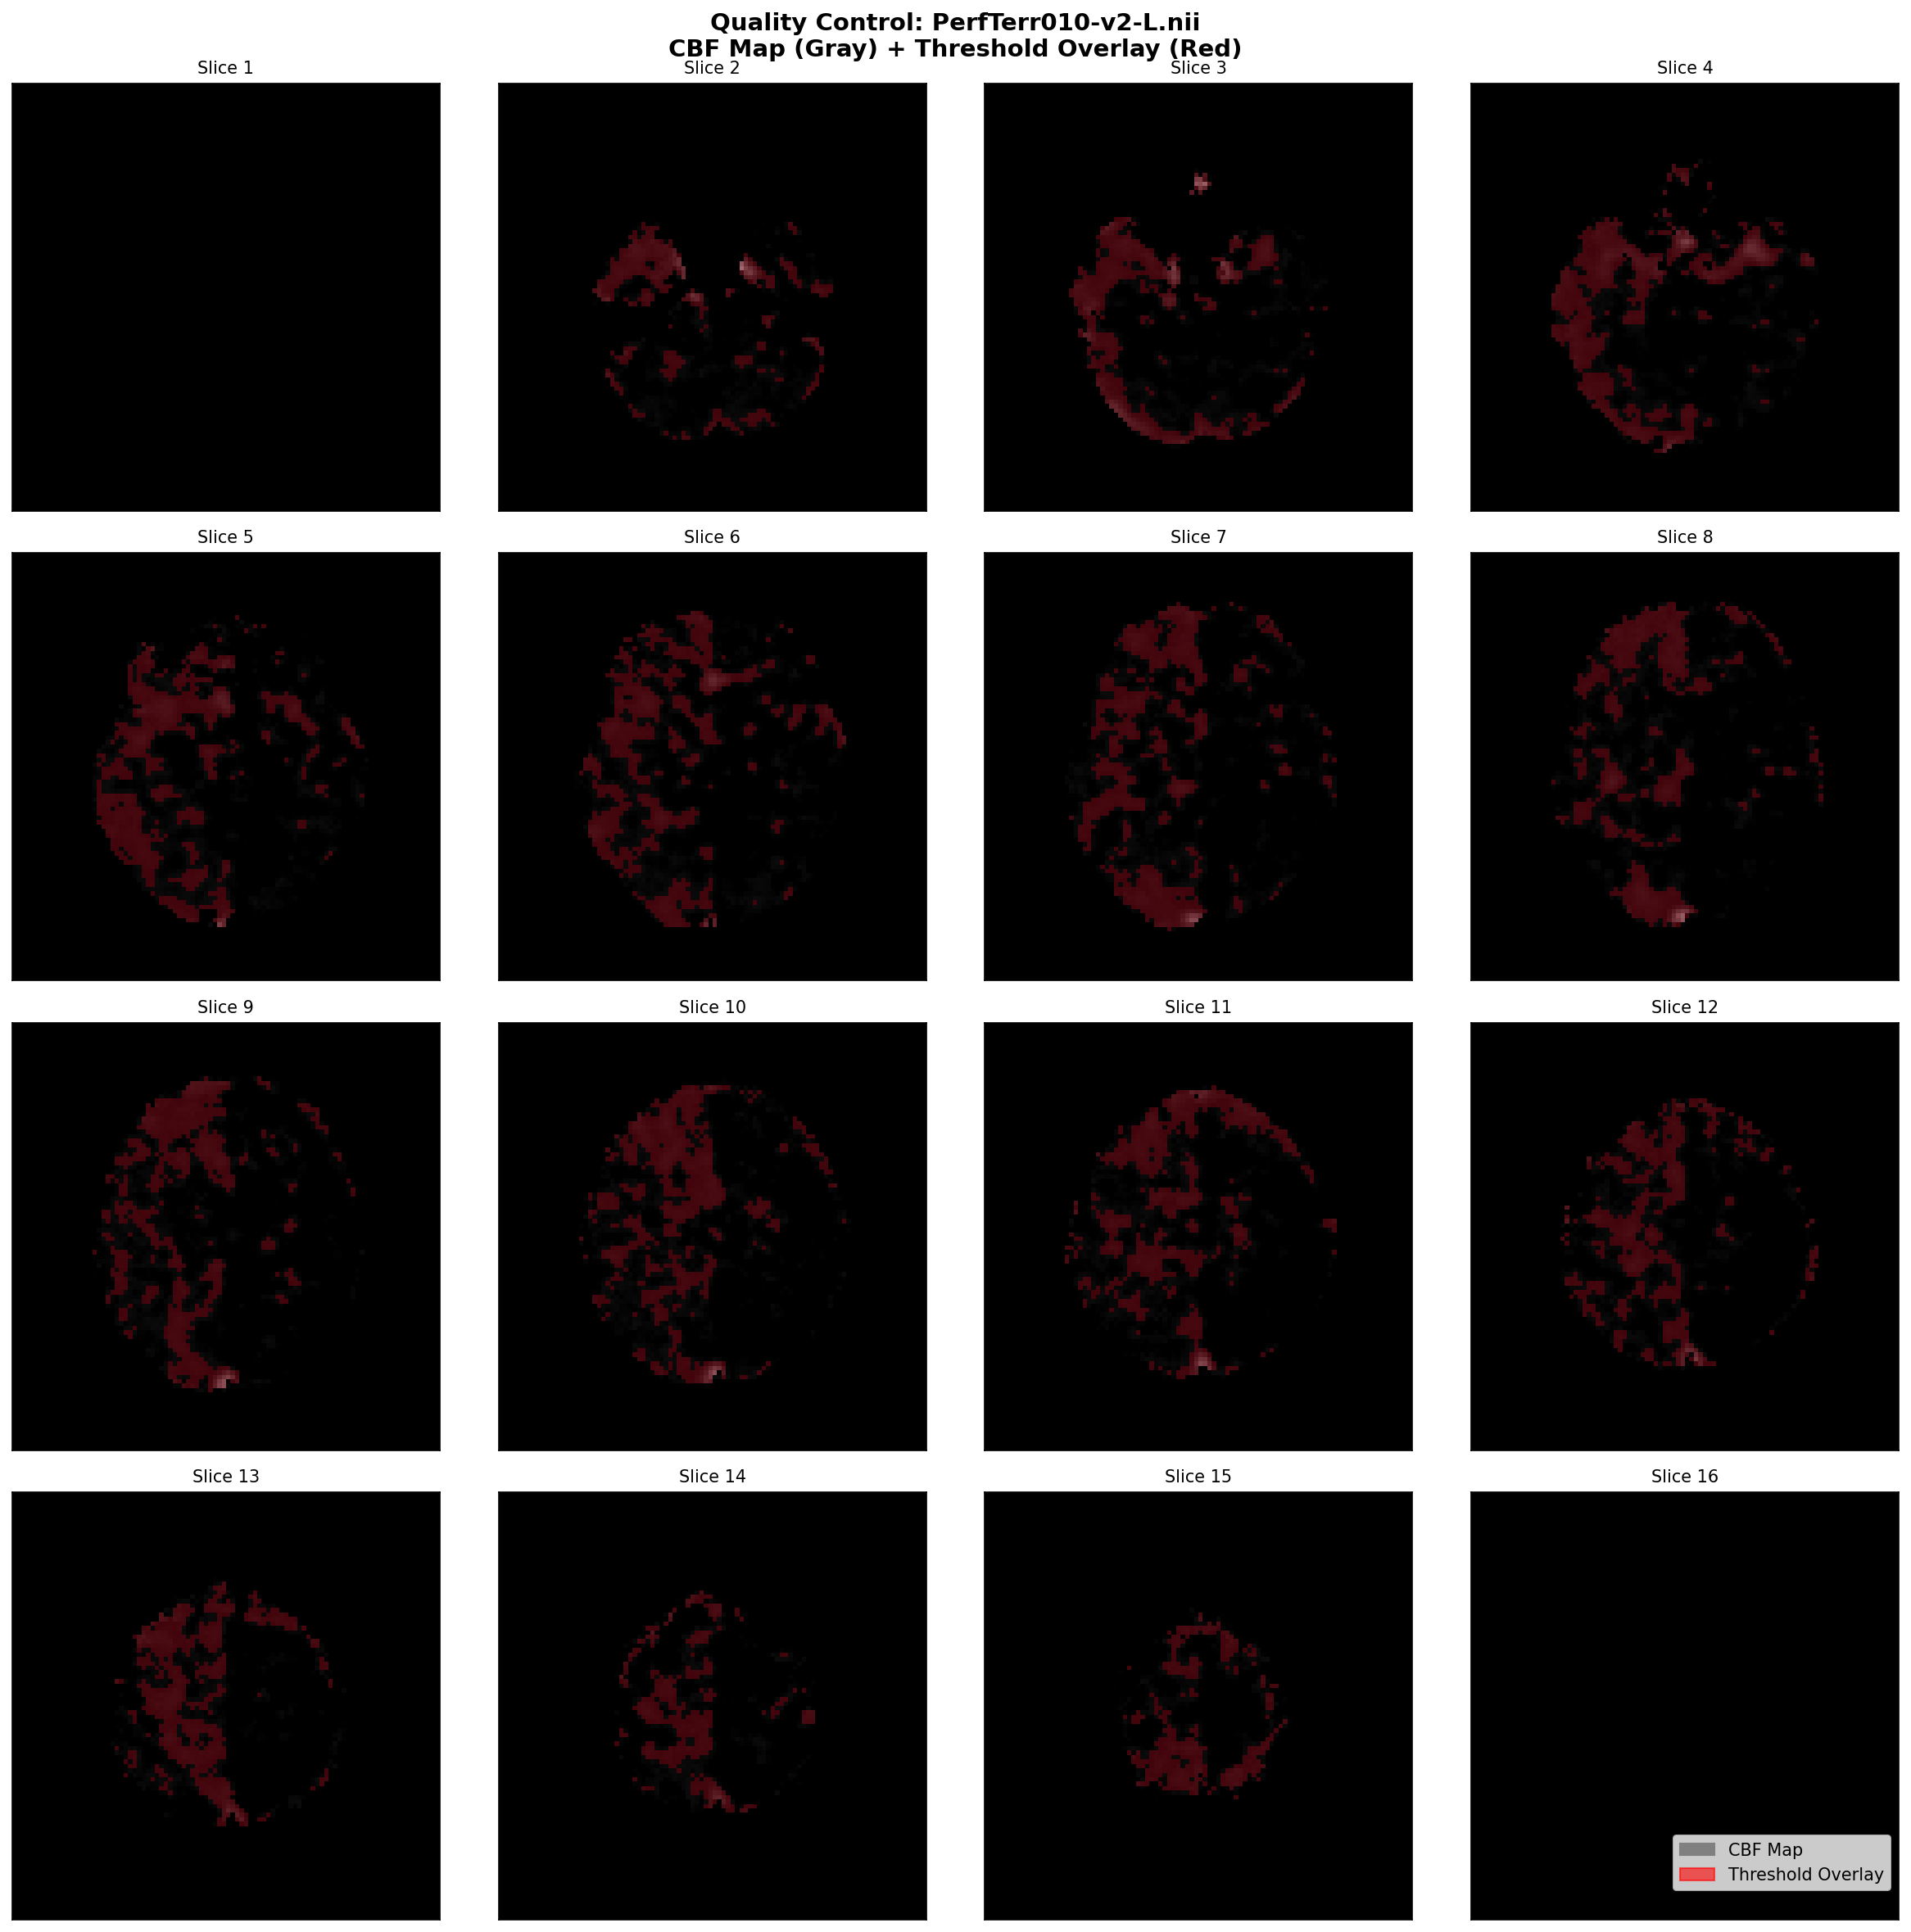 Quality Control: PerfTerr010-v2-L.nii
CBF Map (Gray) + Threshold Overlay (Red)
Slice 1
Slice 2
Slice 3
Slice 4
Slice 5
Slice 6
Slice 7
Slice 8
Slice 9
Slice 10
Slice 11
Slice 12
Slice 13
Slice 14
Slice 15
Slice 16
CBF Map
Threshold Overlay